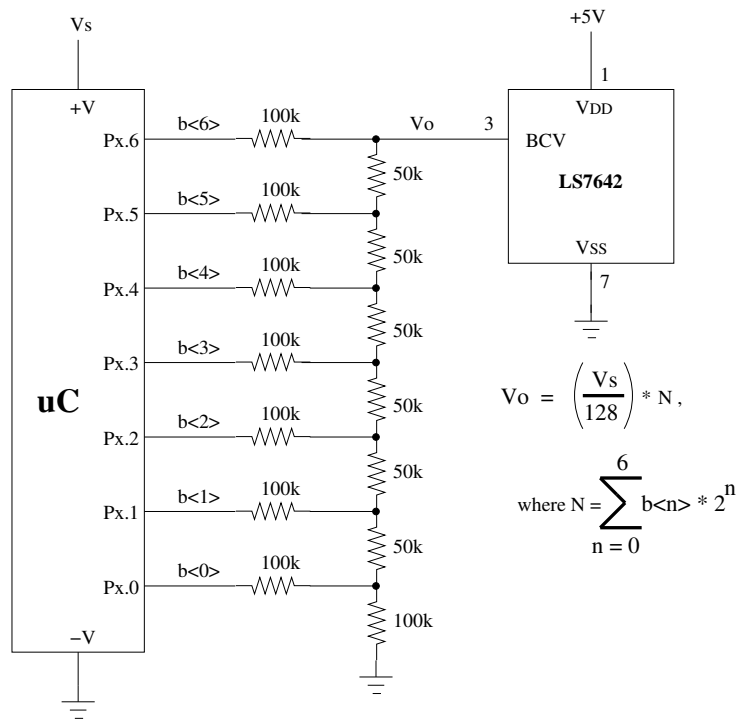 Vs
+5V
+V
1
VDD
Px.6 b<6> 100k Vo 3 BCV
50k
LS7642
Px.5 b<5> 100k
50k
VSS
7
Px.4 b<4> 100k
50k
Px.3 b<3> 100k
uC
50k
Vo = (Vs/128) * N,
Px.2 b<2> 100k
50k
where N = ∑ b<n> * 2^n
6
n = 0
Px.1 b<1> 100k
50k
Px.0 b<0> 100k
100k
−V